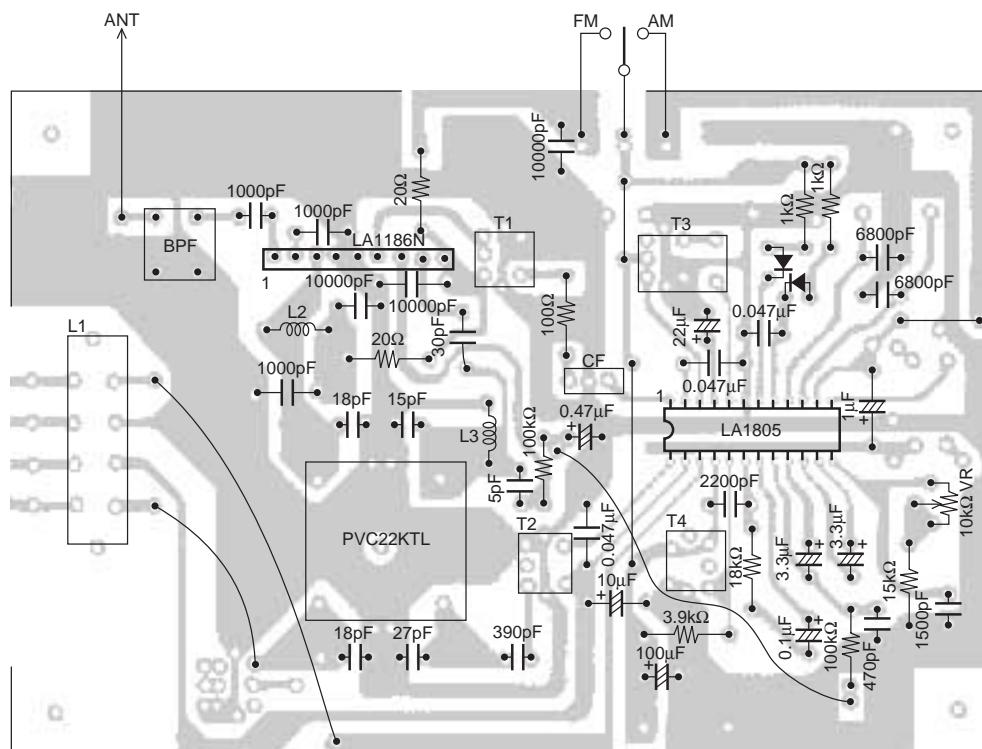 ANT
FM
AM
10000pF
20Ω
1000pF
1000pF
LA1186N
BPF
1
T1
T3
1kΩ
1kΩ
6800pF
6800pF
10000pF
10000pF
100Ω
L1
L2
30pF
22µF
+
0.047µF
20Ω
CF
0.047µF
1000pF
1
1µF
+
18pF
15pF
L3
100kΩ
0.47µF
+
LA1805
5pF
2200pF
10kΩ VR
PVC22KTL
T2
0.047µF
T4
18kΩ
3.3µF
+
3.3µF
+
15kΩ
10µF
+
1500pF
18pF
27pF
390pF
3.9kΩ
0.1µF
+
100kΩ
470pF
100µF
+